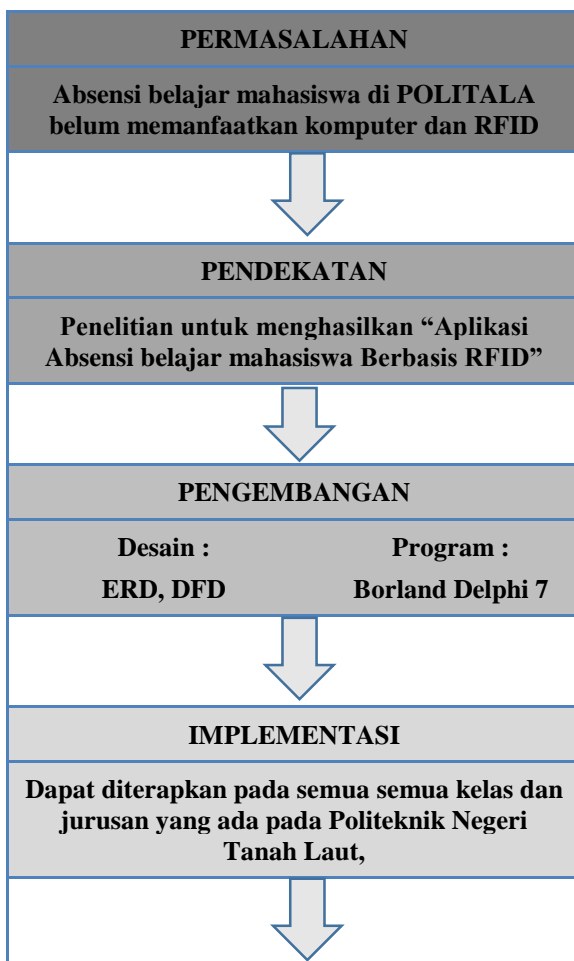 PERMASALAHAN
Absensi belajar mahasiswa di POLITALA
belum memanfaatkan komputer dan RFID
PENDEKATAN
Penelitian untuk menghasilkan “Aplikasi
Absensi belajar mahasiswa Berbasis RFID”
PENGEMBANGAN
Desain :
ERD, DFD
Program :
Borland Delphi 7
IMPLEMENTASI
Dapat diterapkan pada semua semua kelas dan
jurusan yang ada pada Politeknik Negeri
Tanah Laut,